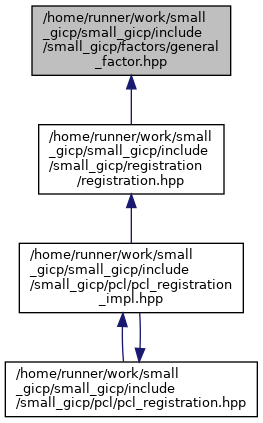 /home/runner/work/small
_gicp/small_gicp/include
/small_gicp/factors/general
_factor.hpp
/home/runner/work/small
_gicp/small_gicp/include
/small_gicp/registration
/registration.hpp
/home/runner/work/small
_gicp/small_gicp/include
/small_gicp/pcl/pcl_registration
_impl.hpp
/home/runner/work/small
_gicp/small_gicp/include
/small_gicp/pcl/pcl_registration.hpp